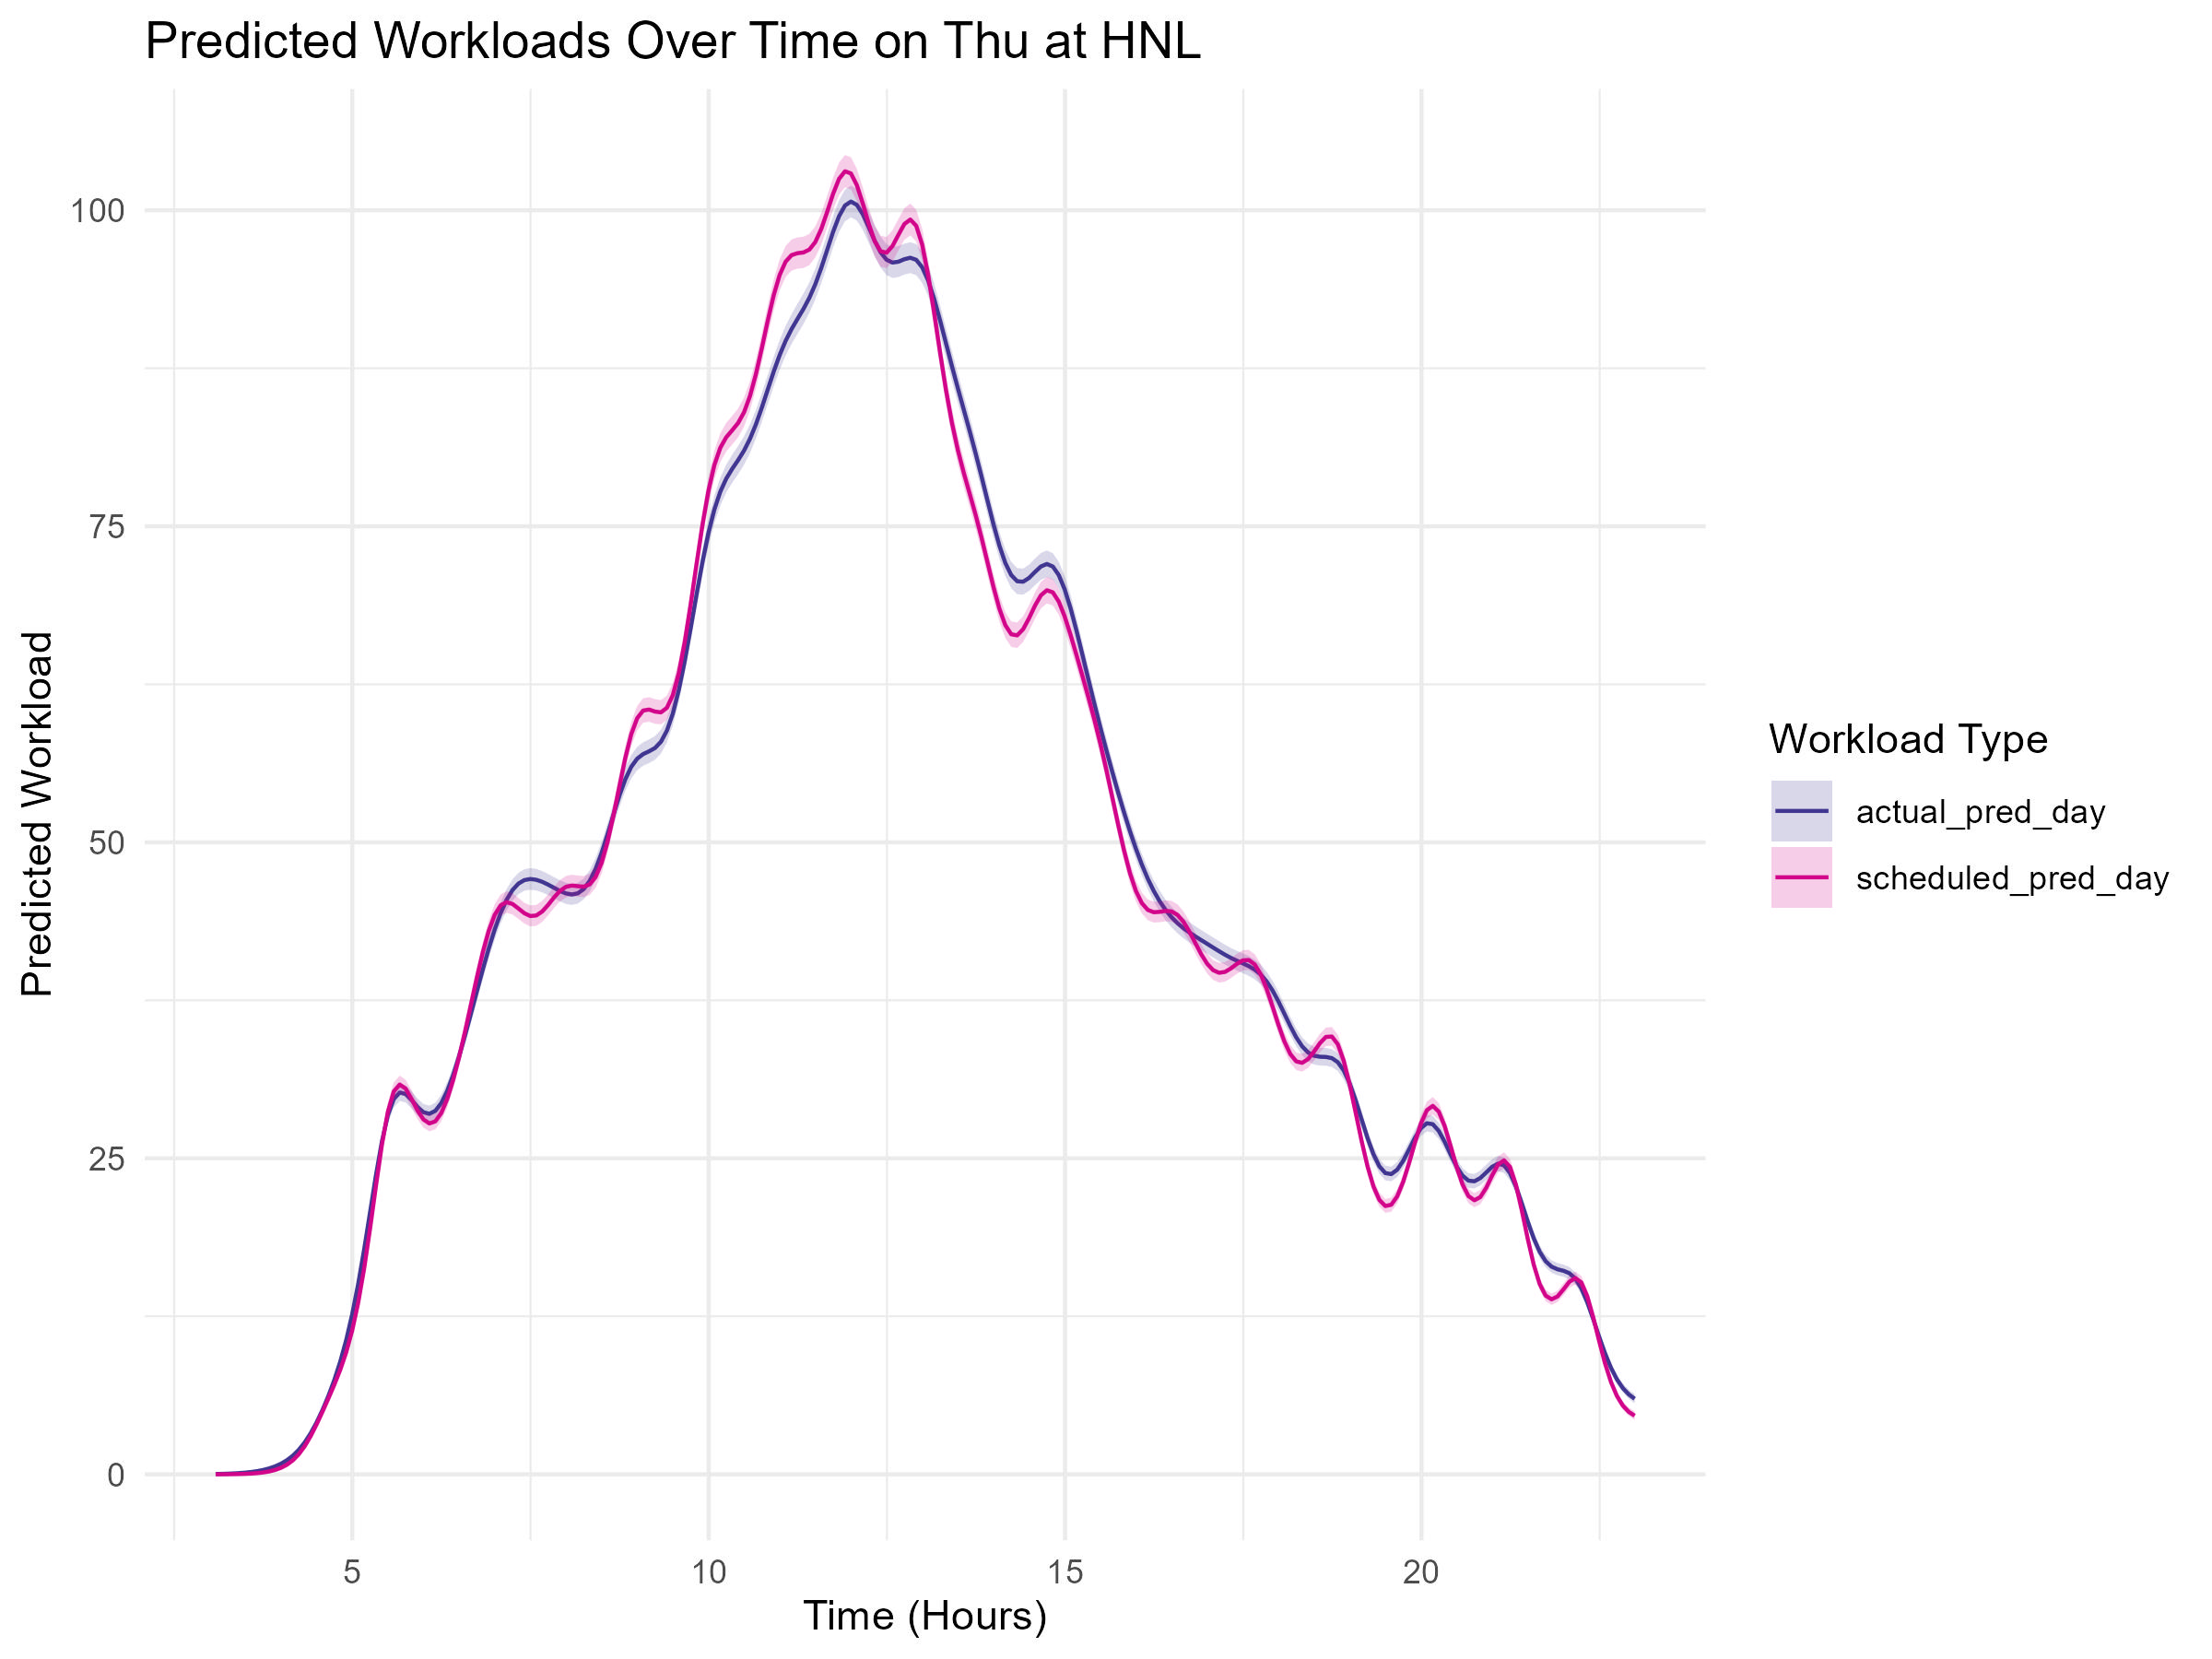 Predicted Workloads Over Time on Thu at HNL
Predicted Workload
100
75
50
25
0
5
10
15
20
Time (Hours)
Workload Type
actual_pred_day
scheduled_pred_day